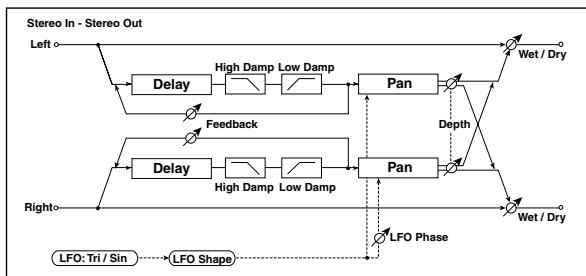 Stereo In - Stereo Out
Left
Wet / Dry
High Damp Low Damp
Delay
Pan
Feedback
Depth
Delay
Pan
High Damp Low Damp
Right
Wet / Dry
LFO Phase
LFO: Tri / Sin
LFO Shape